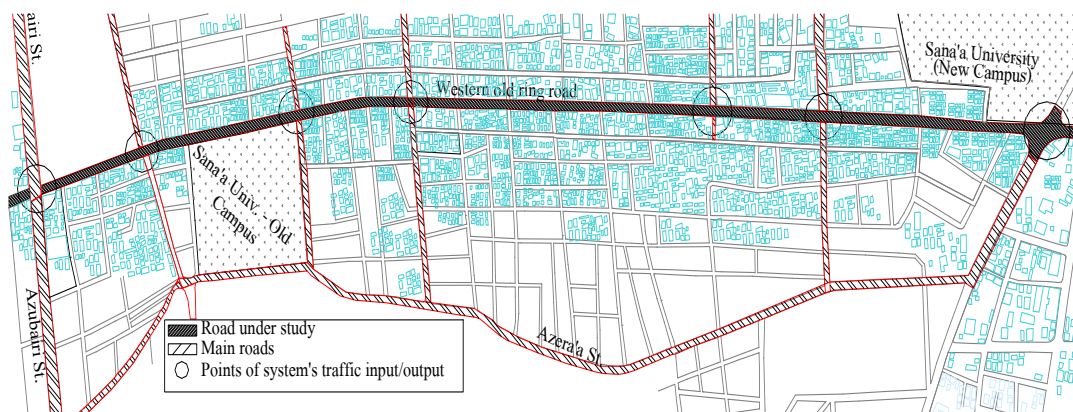 airi St.
Sana'a University
(New Campus)
Western old ring road
Sana'a Univ. - Old
Campus
Azubairi St.
Azera'a St.
Road under study
Main roads
Points of system's traffic input/output